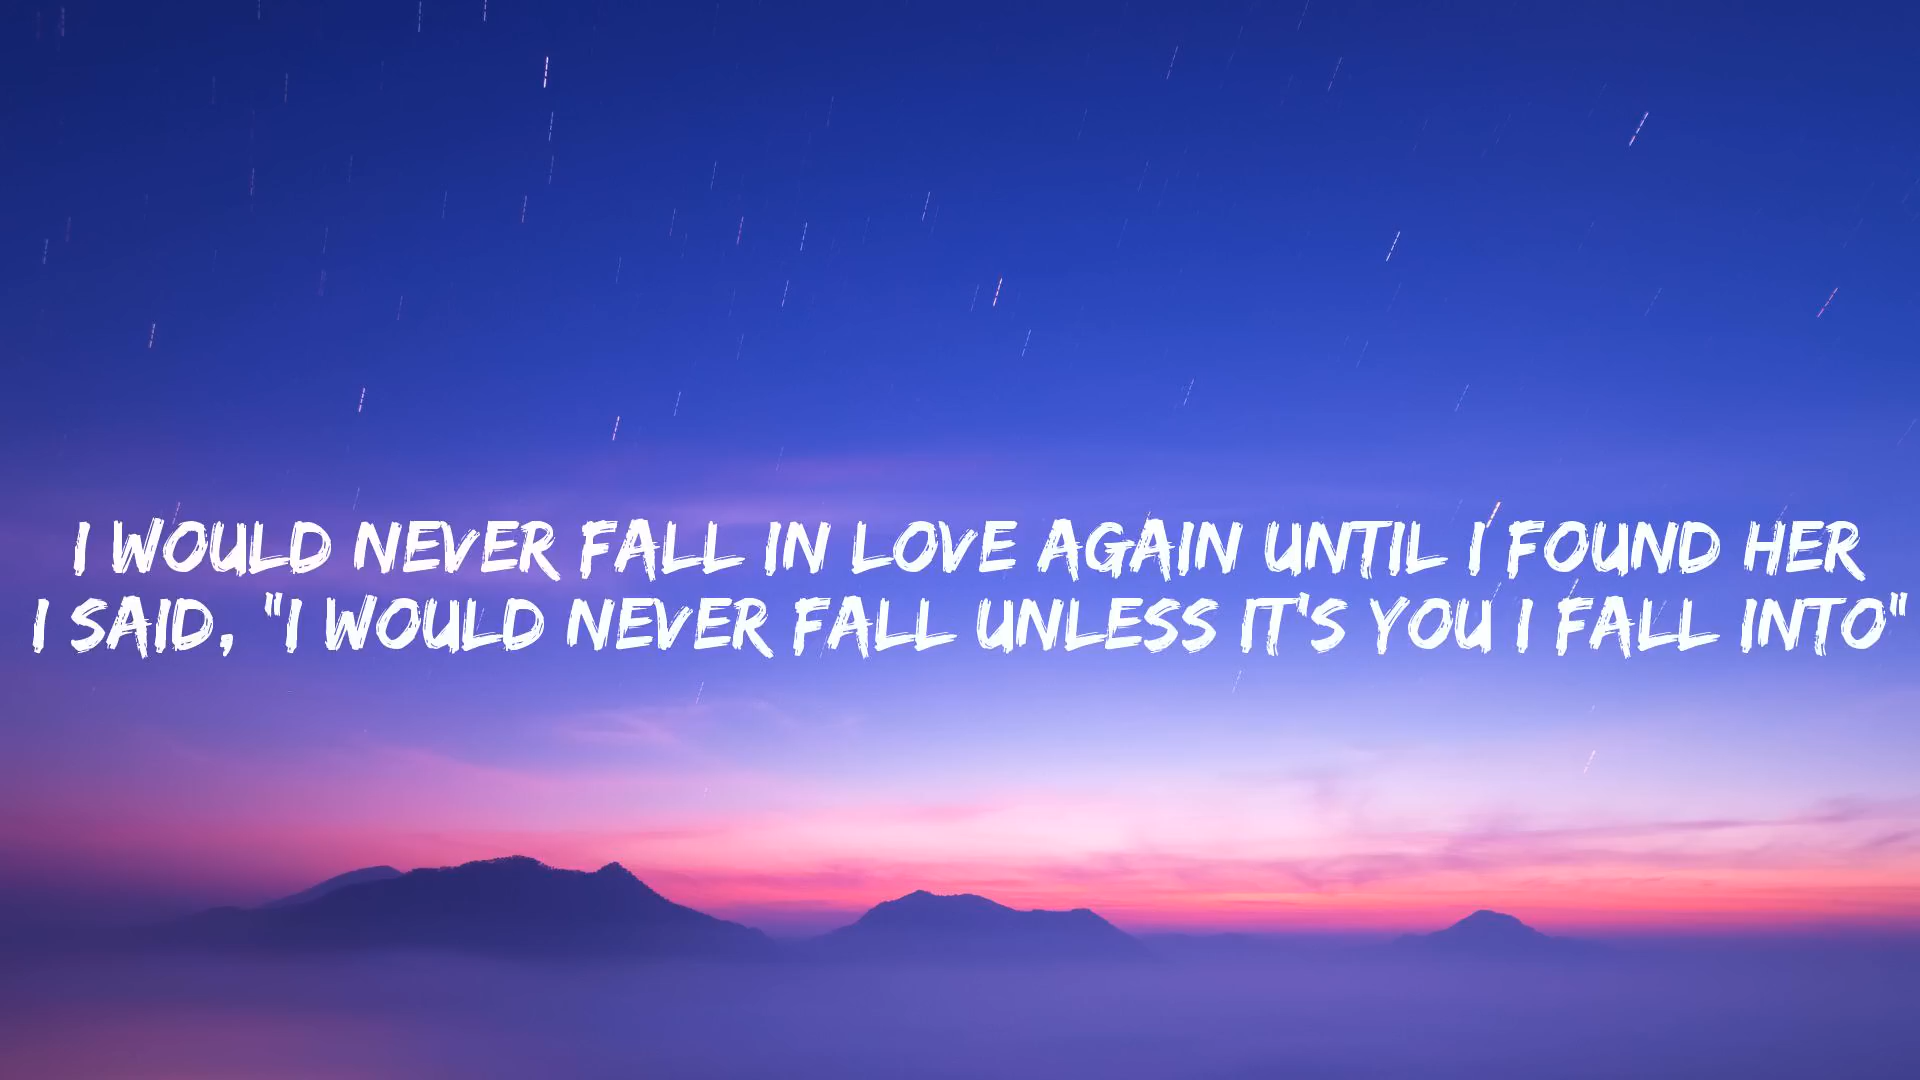 I WOULD NEVER FALL IN LOVE AGAIN UNTIL I FOUND HER
I SAID, "I WOULD NEVER FALL UNLESS IT'S YOU I FALL INTO"